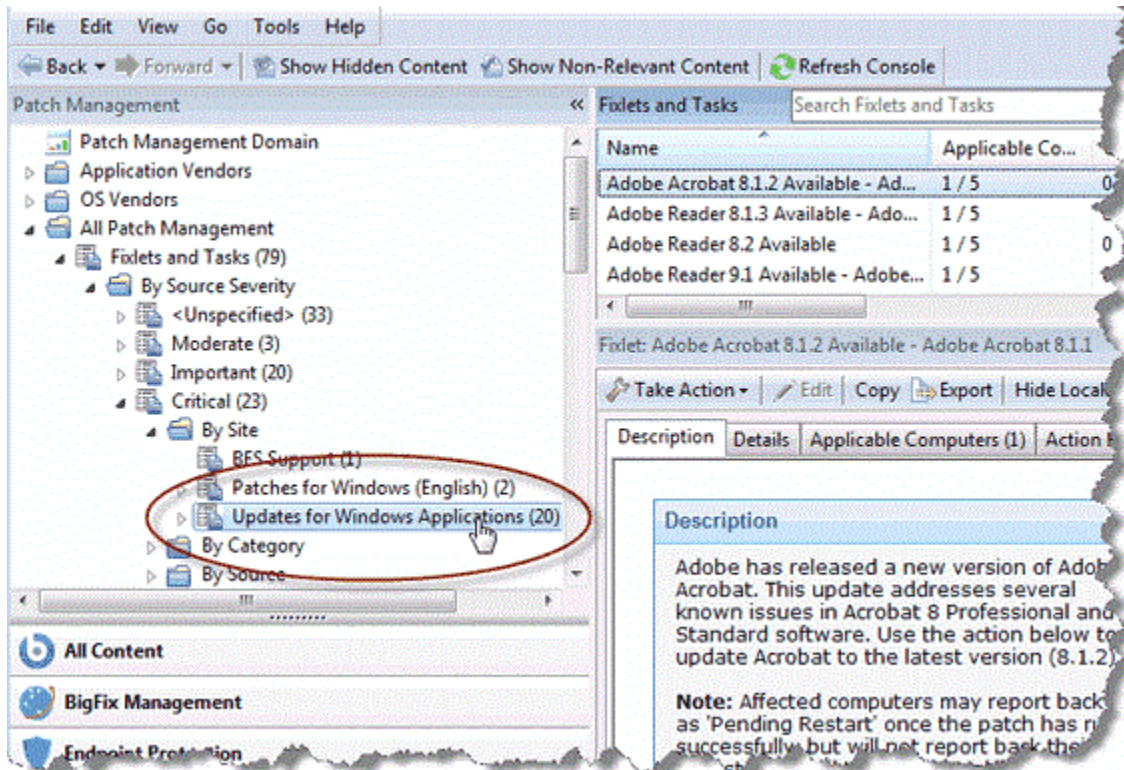 File Edit View Go Tools Help
Back Forward Show Hidden Content Show Non-Relevant Content Refresh Console
Patch Management «
Patch Management Domain
Application Vendors
OS Vendors
All Patch Management
Fixlets and Tasks (79)
By Source Severity
<Unspecified> (33)
Moderate (3)
Important (20)
Critical (23)
By Site
BES Support (1)
Patches for Windows (English) (2)
Updates for Windows Applications (20)
By Category
By Source
All Content
BigFix Management
Endpoint Protection
Fixlets and Tasks Search Fixlets and Tasks
Name Applicable Co...
Adobe Acrobat 8.1.2 Available - Ad... 1 / 5 0
Adobe Reader 8.1.3 Available - Ado... 1 / 5
Adobe Reader 8.2 Available 1 / 5 0
Adobe Reader 9.1 Available - Adobe... 1 / 5
Fixlet: Adobe Acrobat 8.1.2 Available - Adobe Acrobat 8.1.1
Take Action Edit Copy Export Hide Local
Description Details Applicable Computers (1) Action
Description
Adobe has released a new version of Adob
Acrobat. This update addresses several
known issues in Acrobat 8 Professional and
Standard software. Use the action below to
update Acrobat to the latest version (8.1.2)
Note: Affected computers may report back
as 'Pending Restart' once the patch has
successfully but will not report back